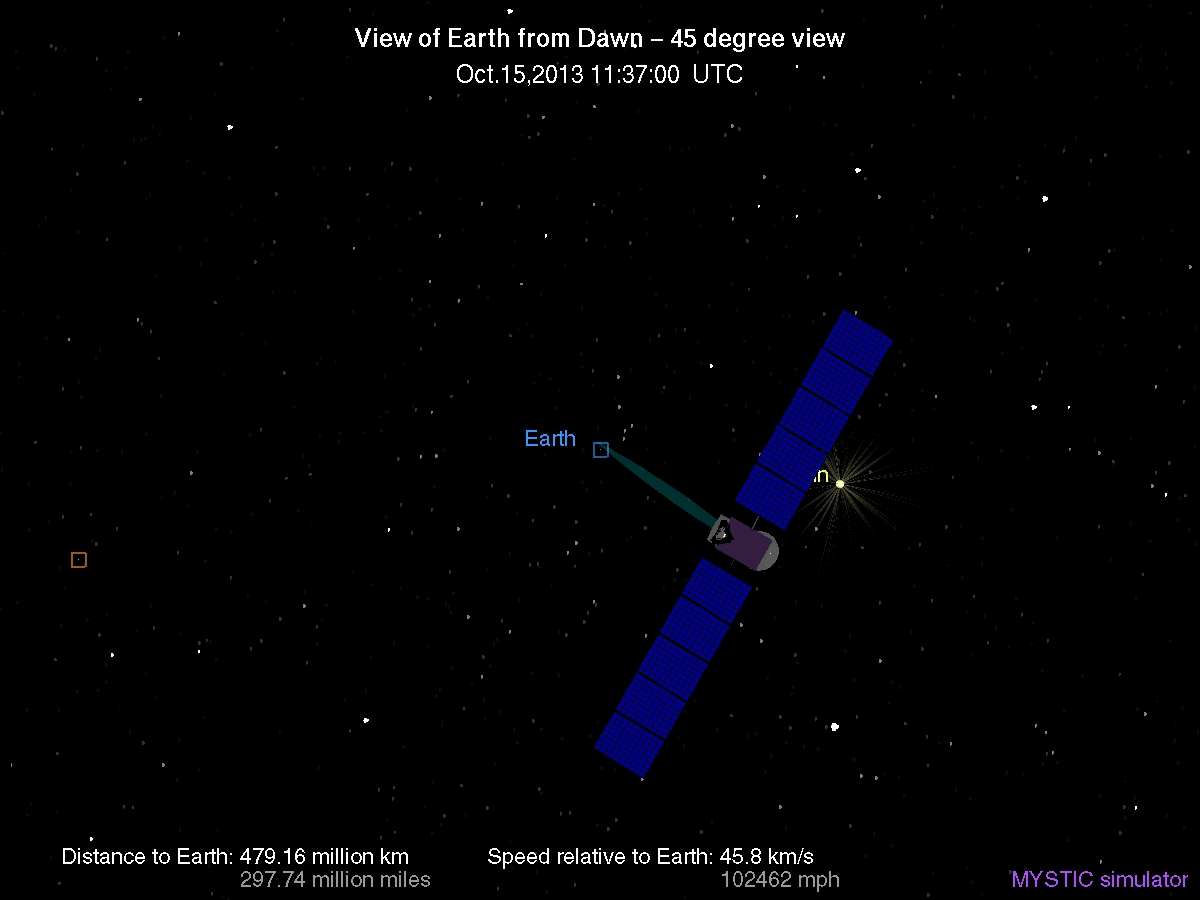 View of Earth from Dawn – 45 degree view
Oct.15,2013 11:37:00 UTC
Earth
Distance to Earth: 479.16 million km
297.74 million miles
Speed relative to Earth: 45.8 km/s
102462 mph
MYSTIC simulator